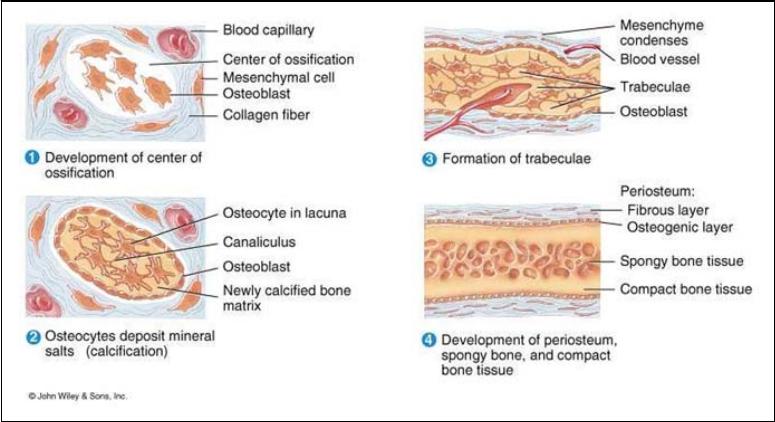 Blood capillary
Center of ossification
Mesenchymal cell
Osteoblast
Collagen fiber
1 Development of center of
ossification
Osteocyte in lacuna
Canaliculus
Osteoblast
Newly calcified bone
matrix
2 Osteocytes deposit mineral
salts (calcification)
Mesenchyme
condenses
Blood vessel
Trabeculae
Osteoblast
3 Formation of trabeculae
Periosteum:
Fibrous layer
Osteogenic layer
Spongy bone tissue
Compact bone tissue
4 Development of periosteum,
spongy bone, and compact
bone tissue
© John Wiley & Sons, Inc.